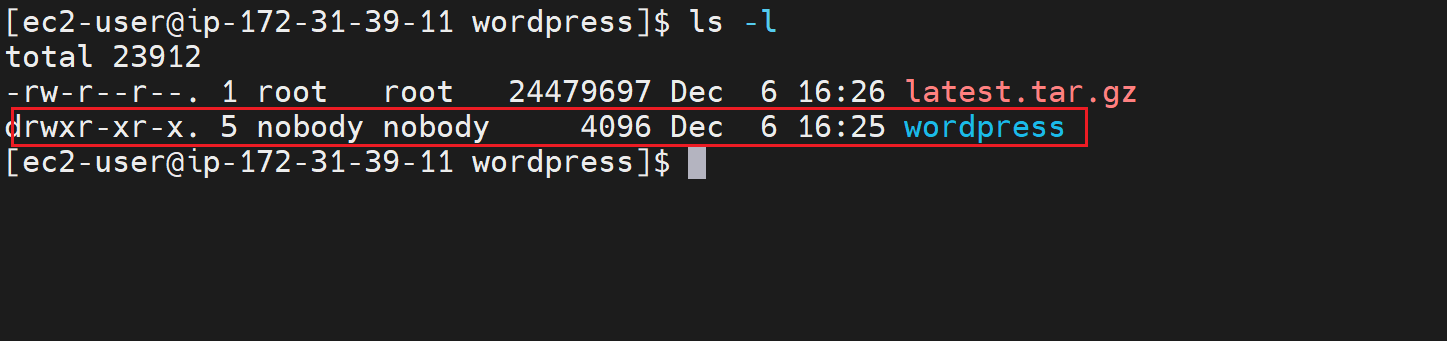 [ec2-user@ip-172-31-39-11 wordpress]$ ls -l
total 23912
-rw-r--r--. 1 root   root   24479697 Dec  6 16:26 latest.tar.gz
drwxr-xr-x. 5 nobody nobody     4096 Dec  6 16:25 wordpress
[ec2-user@ip-172-31-39-11 wordpress]$